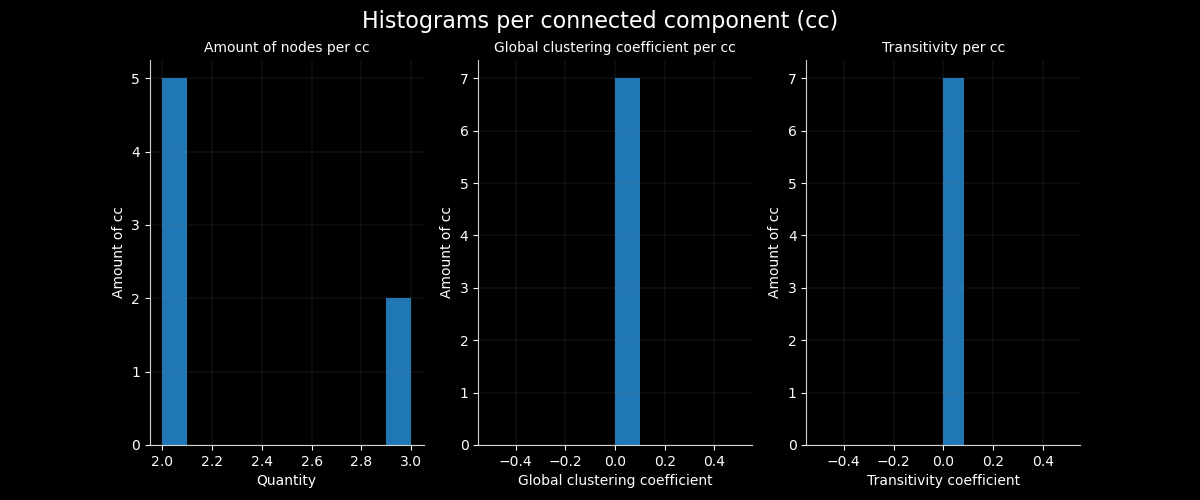 Histograms per connected component (cc)
Amount of nodes per cc
Global clustering coefficient per cc
Transitivity per cc
5
4
3
2
1
0
Amount of cc
2.0 2.2 2.4 2.6 2.8 3.0
Quantity
7
6
5
4
3
2
1
0
Amount of cc
−0.4 −0.2 0.0 0.2 0.4
Global clustering coefficient
7
6
5
4
3
2
1
0
Amount of cc
−0.4 −0.2 0.0 0.2 0.4
Transitivity coefficient